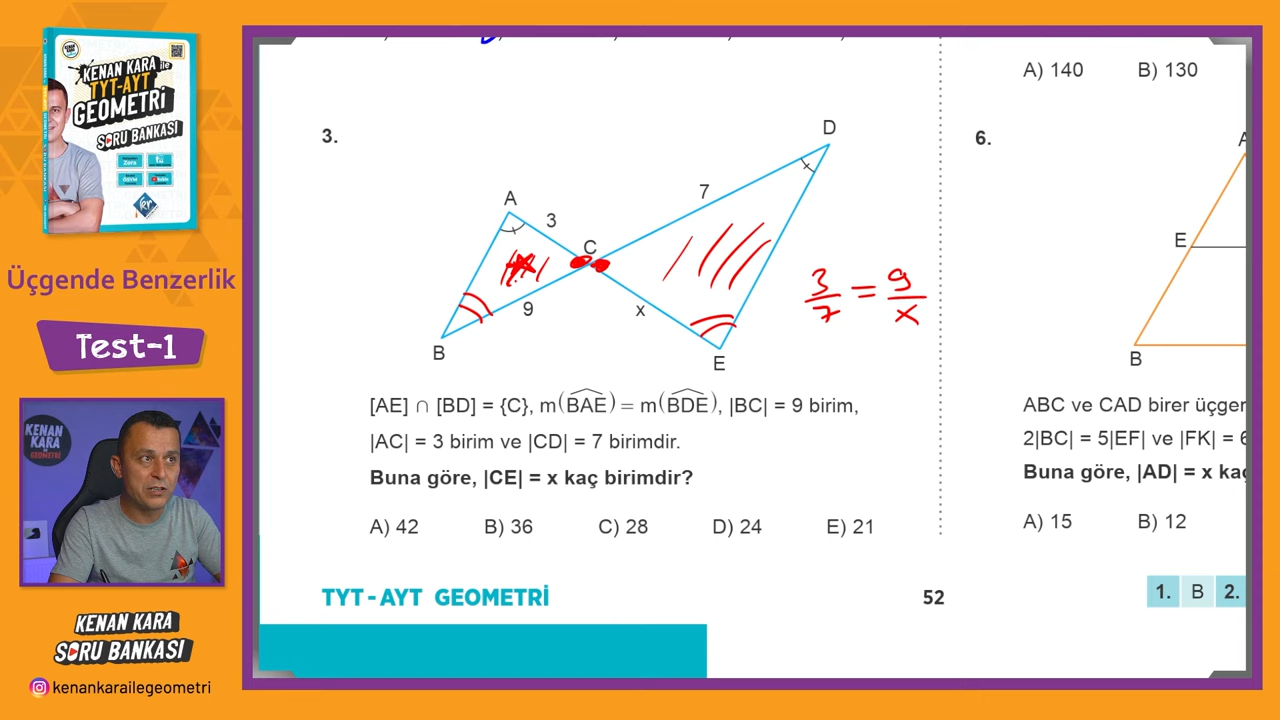 KENAN KARA ile
TYT-AYT
GEOMETRİ
SORU BANKASI
Üçgende Benzerlik
Test-1
KENAN KARA
SORU BANKASI
kenankarailegeometri
3.
A
B
C
D
E
3
7
9
x
3/7 = 9/x
[AE] ∩ [BD] = {C}, m(BAE) = m(BDE), |BC| = 9 birim,
|AC| = 3 birim ve |CD| = 7 birimdir.
Buna göre, |CE| = x kaç birimdir?
A) 42 B) 36 C) 28 D) 24 E) 21
TYT - AYT GEOMETRİ
52
A) 140 B) 130
6.
A
E
B
ABC ve CAD birer üçger
2|BC| = 5|EF| ve |FK| = 6
Buna göre, |AD| = x kaç
A) 15 B) 12
1. B 2.